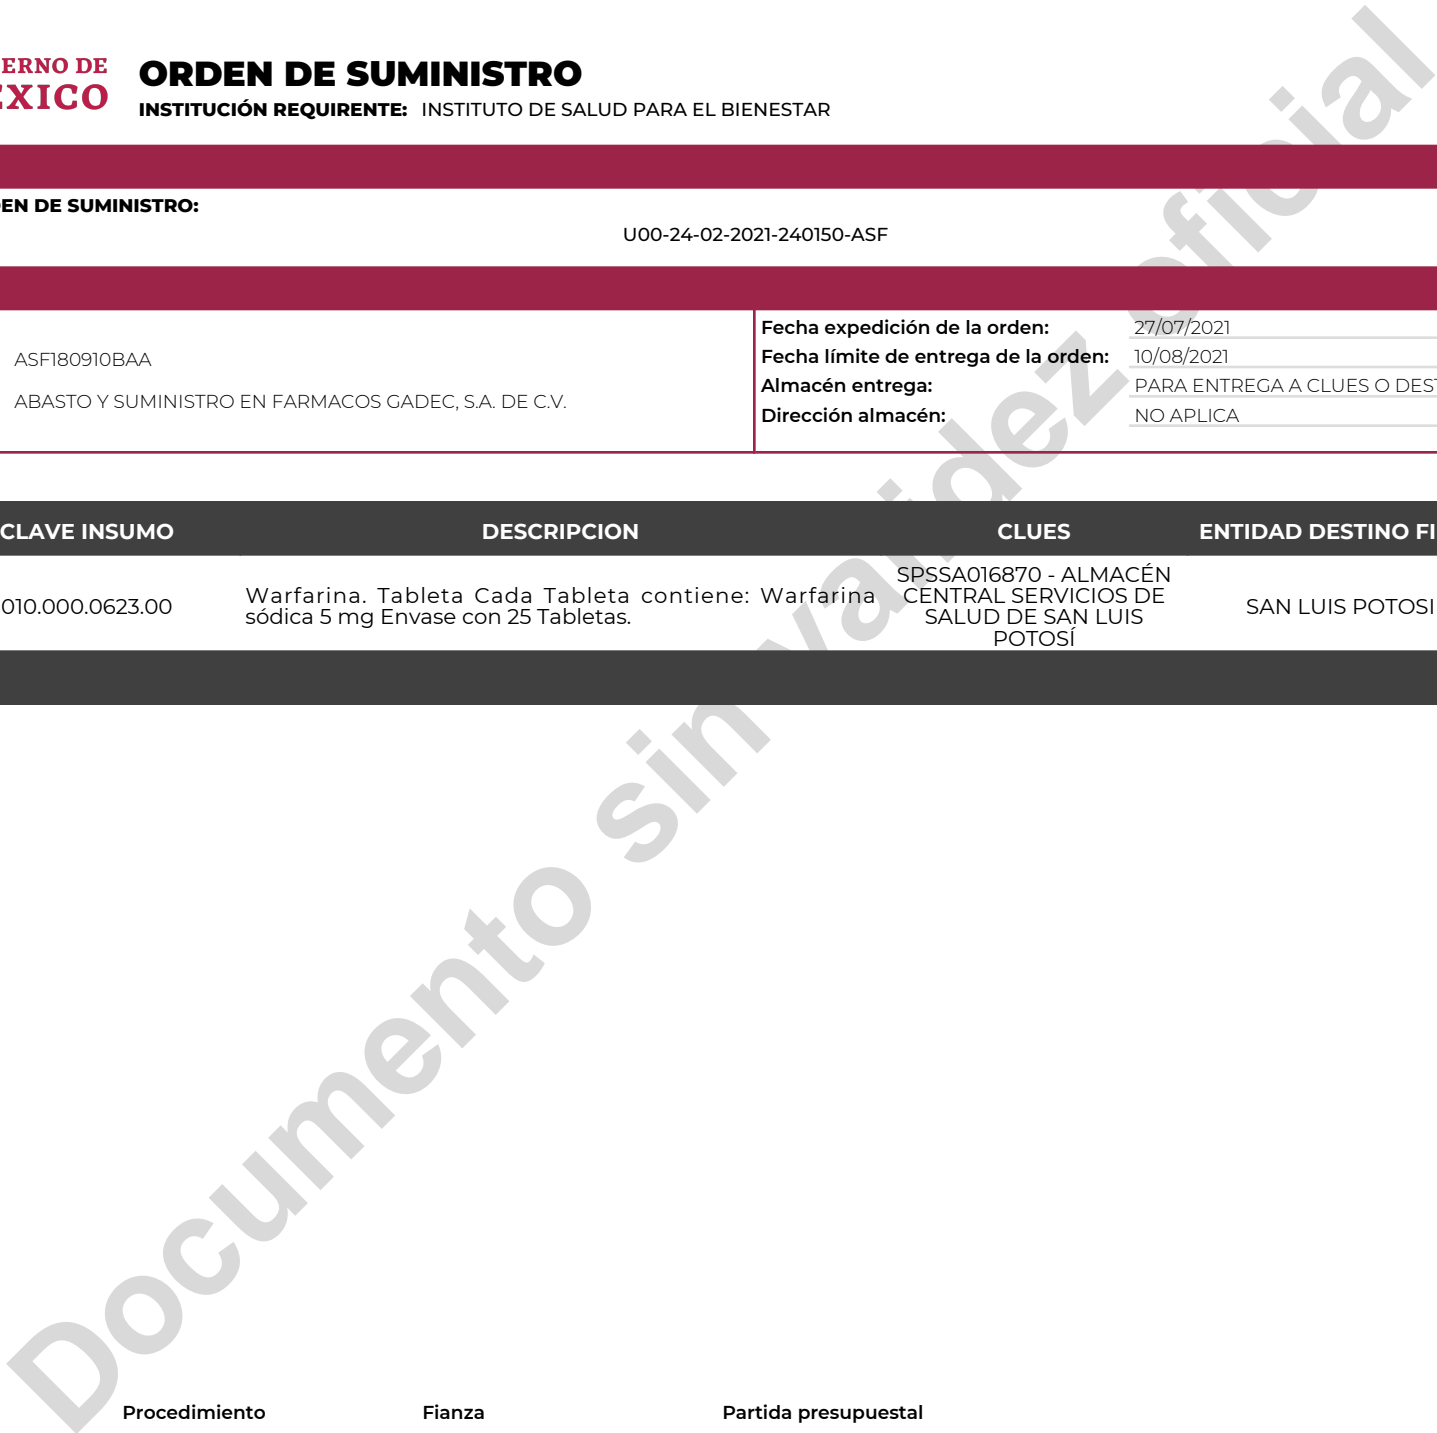 ERNO DE
EXICO
ORDEN DE SUMINISTRO
INSTITUCIÓN REQUIRENTE: INSTITUTO DE SALUD PARA EL BIENESTAR
EN DE SUMINISTRO:
U00-24-02-2021-240150-ASF
ASF180910BAA
ABASTO Y SUMINISTRO EN FARMACOS GADEC, S.A. DE C.V.
Fecha expedición de la orden: 27/07/2021
Fecha límite de entrega de la orden: 10/08/2021
Almacén entrega: PARA ENTREGA A CLUES O DEST
Dirección almacén: NO APLICA
CLAVE INSUMO DESCRIPCION CLUES ENTIDAD DESTINO FI
010.000.0623.00
Warfarina. Tableta Cada Tableta contiene: Warfarina
sódica 5 mg Envase con 25 Tabletas.
SPSSA016870 - ALMACÉN
CENTRAL SERVICIOS DE
SALUD DE SAN LUIS
POTOSÍ
SAN LUIS POTOSI
Documento sin validez oficial
Procedimiento Fianza Partida presupuestal